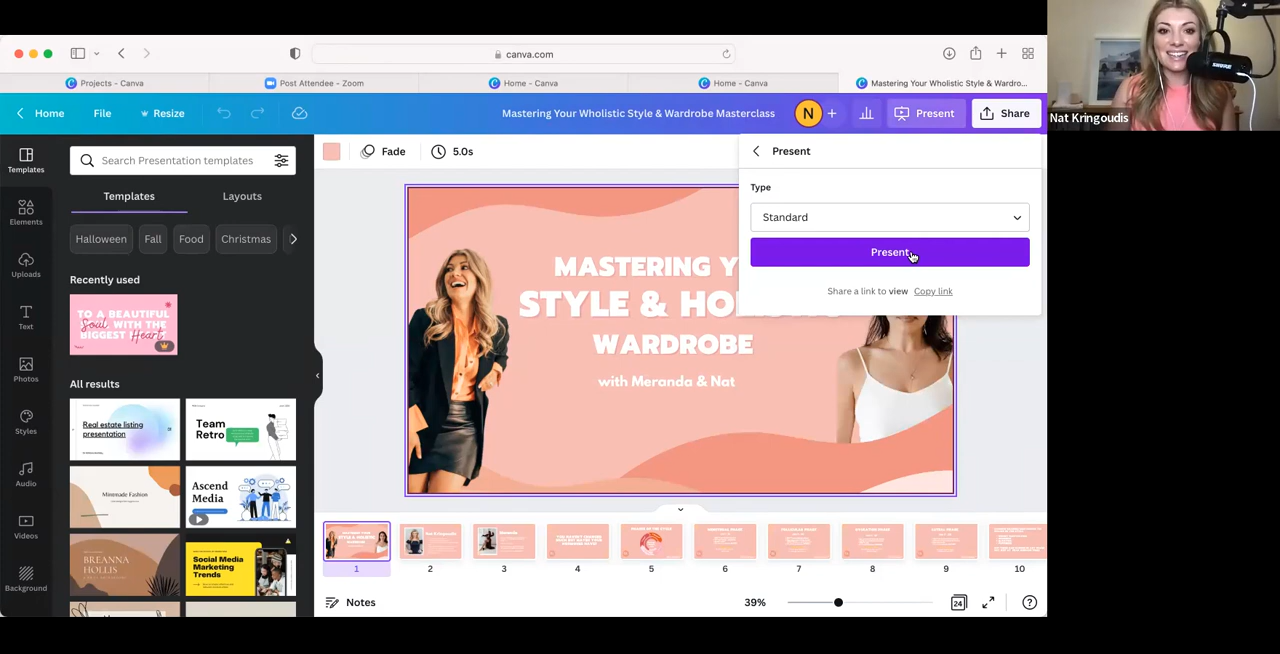 canva.com
Projects - Canva
Post Attendee - Zoom
Home - Canva
Home - Canva
Mastering Your Wholistic Style & Wardro...
Home
File
Resize
Mastering Your Wholistic Style & Wardrobe Masterclass
N
Present
Share
Nat Kringoudis
Templates
Elements
Uploads
Text
Photos
Styles
Audio
Videos
Background
Search Presentation templates
Templates
Layouts
Halloween
Fall
Food
Christmas
Recently used
TO A BEAUTIFUL
Soul WITH THE
BIGGEST Heart
All results
Real estate listing
presentation
Team
Retro
Mintmade Fashion
Ascend
Media
BREANNA
HOLLIS
Social Media
Marketing
Trends
Fade
5.0s
Present
Type
Standard
Present
Share a link to view Copy link
MASTERING Y
STYLE & HO
WARDROBE
with Meranda & Nat
1
2
3
4
5
6
7
8
9
10
Notes
39%
24